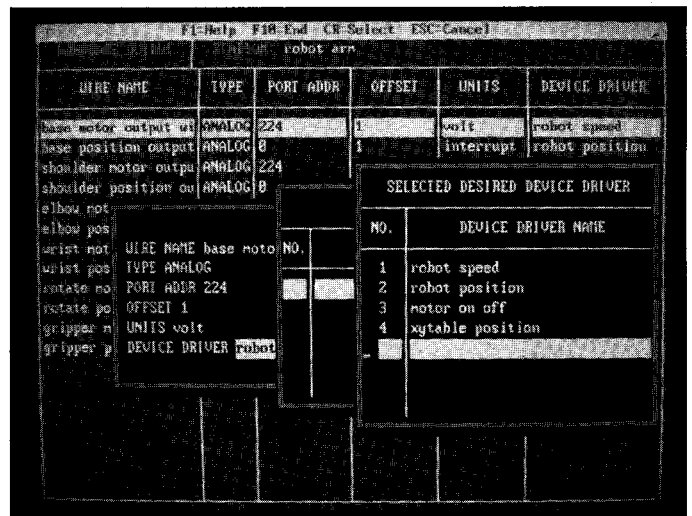 F1=Help F10=End CR=Select ESC=Cancel
robot arm
WIRE NAME TYPE PORT ADDR OFFSET UNITS DEVICE DRIVER
base motor output wi ANALOG 224 1 volt robot speed
base position output ANALOG 0 1 interrupt robot position
shoulder motor outpu ANALOG 224
shoulder position ou ANALOG 0
elbow mot
elbow pos
wrist mot
wrist pos
rotate mo
rotate po
gripper m
gripper p
WIRE NAME base moto
TYPE ANALOG
PORT ADDR 224
OFFSET 1
UNITS volt
DEVICE DRIVER robot
NO.
SELECTED DESIRED DEVICE DRIVER
NO. DEVICE DRIVER NAME
1 robot speed
2 robot position
3 motor on off
4 xytable position